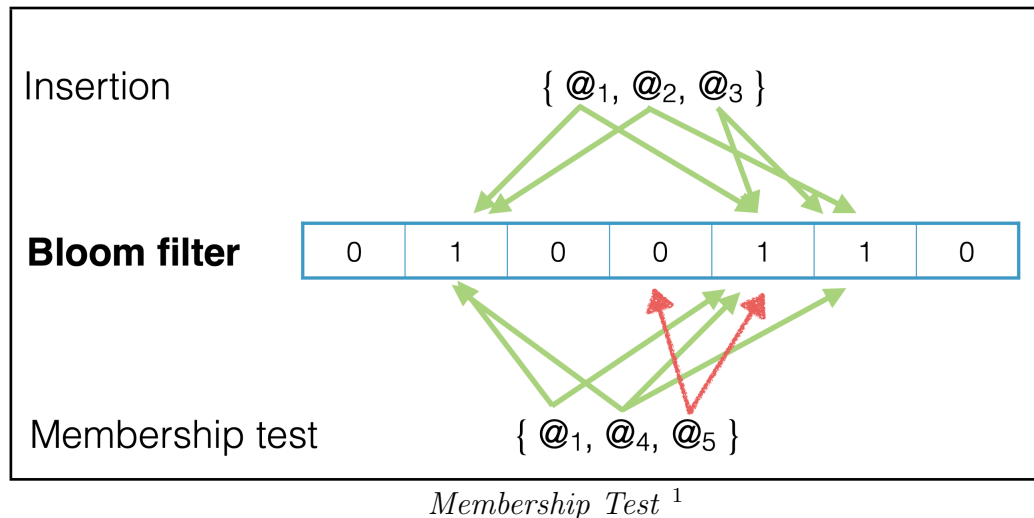 Insertion { @₁, @₂, @₃ }
Bloom filter 0 1 0 0 1 1 0
Membership test { @₁, @₄, @₅ }
Membership Test ¹